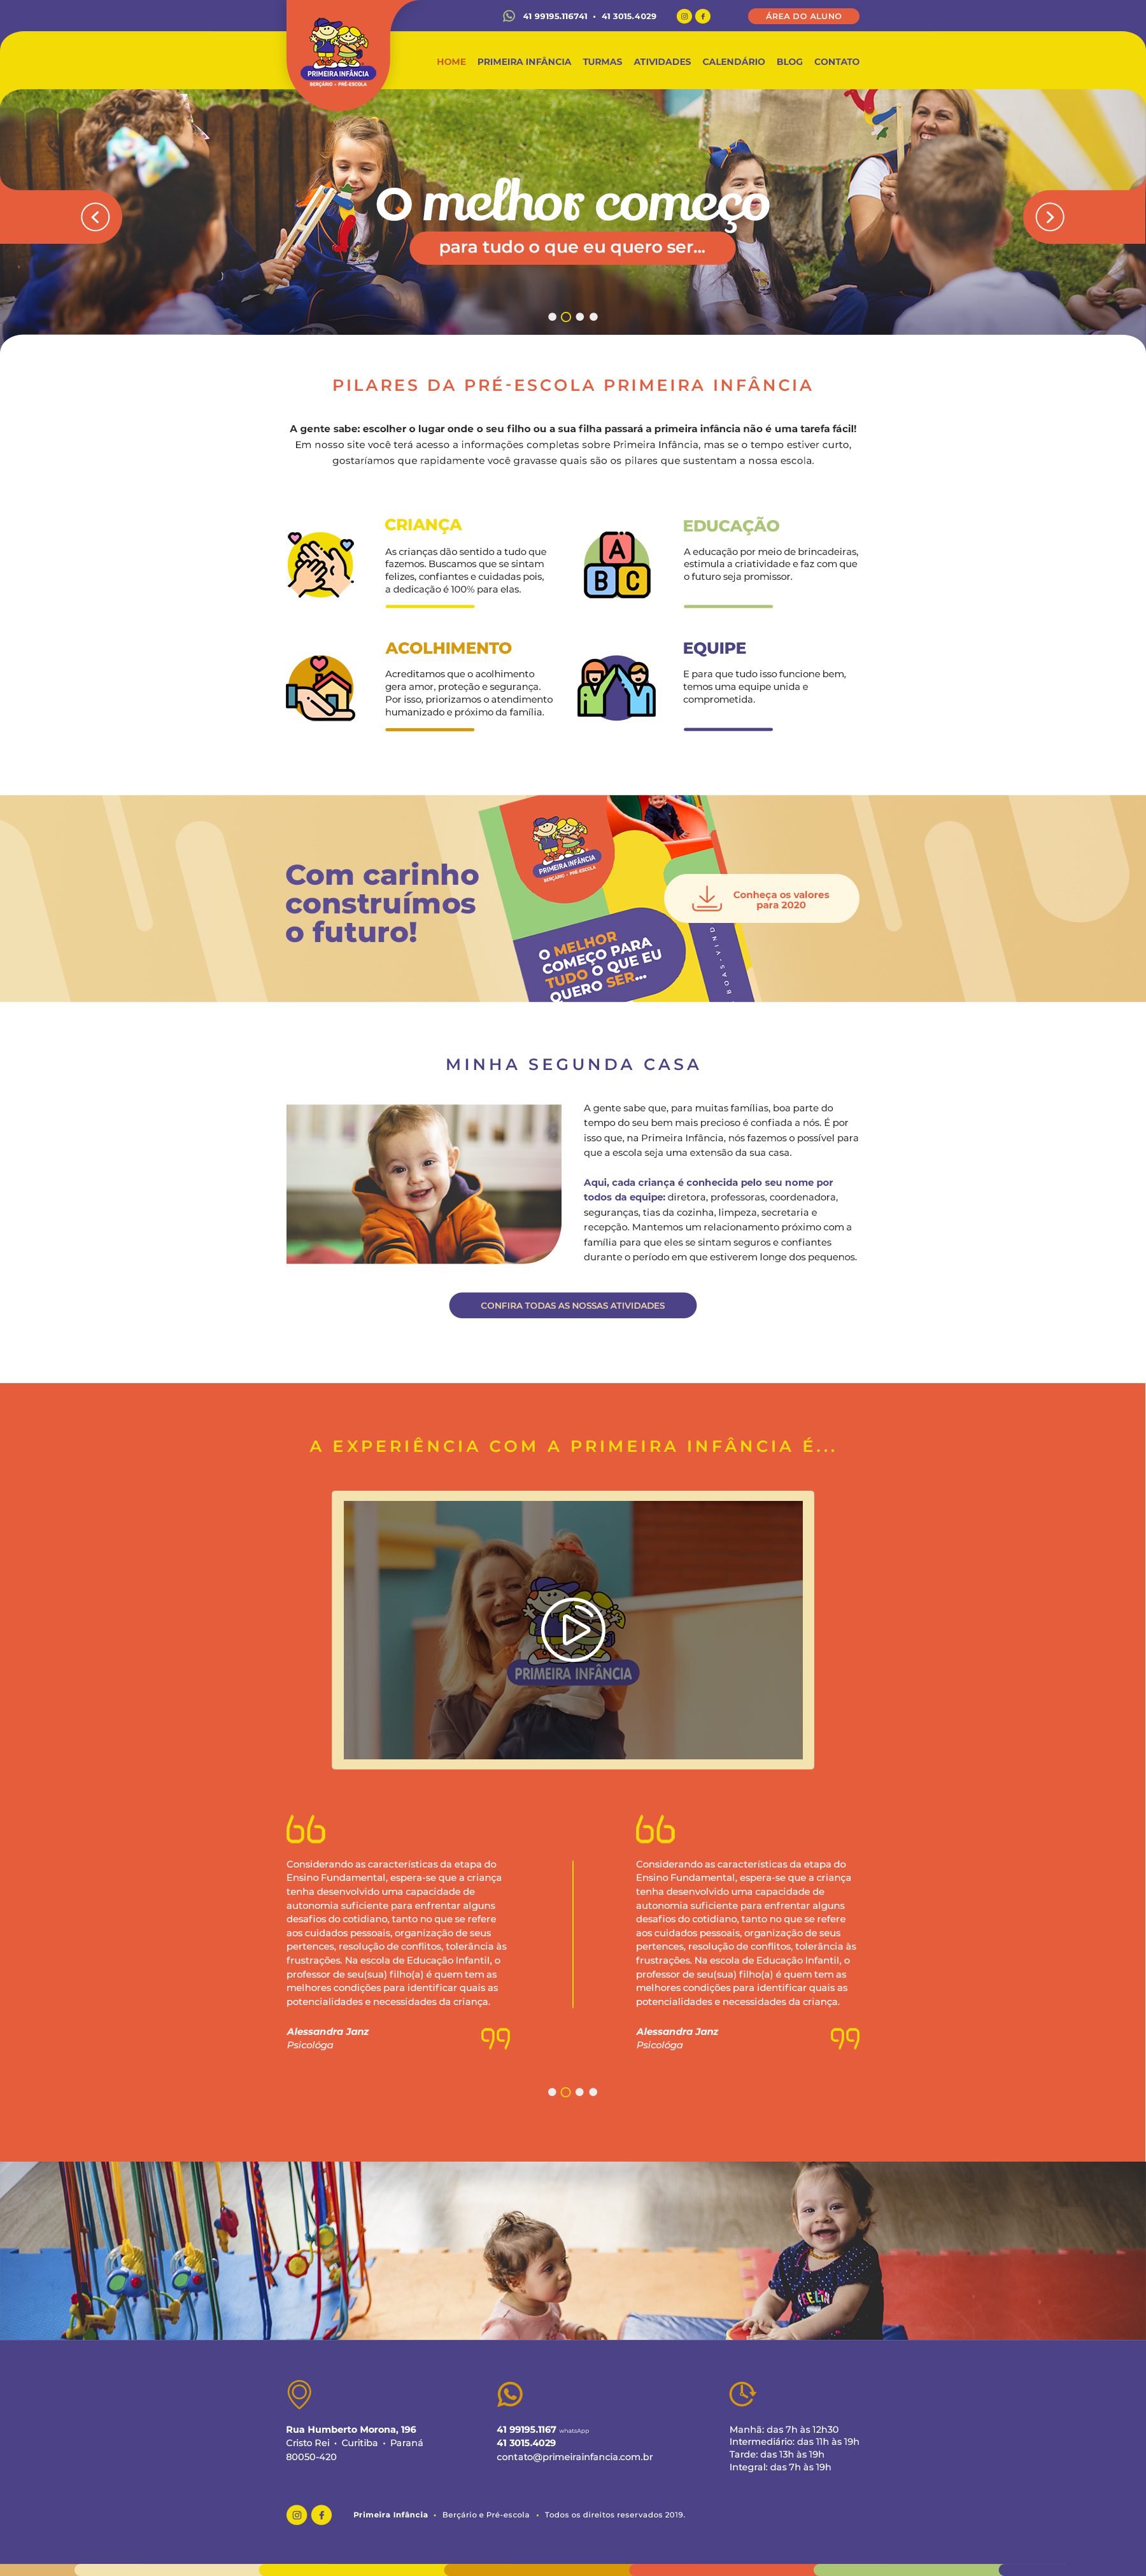 41 99195.116741 • 41 3015.4029
ÁREA DO ALUNO
PRIMEIRA INFÂNCIA
BERÇÁRIO • PRÉ-ESCOLA
HOME PRIMEIRA INFÂNCIA TURMAS ATIVIDADES CALENDÁRIO BLOG CONTATO
O melhor começo
para tudo o que eu quero ser...
PILARES DA PRÉ-ESCOLA PRIMEIRA INFÂNCIA
A gente sabe: escolher o lugar onde o seu filho ou a sua filha passará a primeira infância não é uma tarefa fácil!
Em nosso site você terá acesso a informações completas sobre Primeira Infância, mas se o tempo estiver curto,
gostaríamos que rapidamente você gravasse quais são os pilares que sustentam a nossa escola.
CRIANÇA
As crianças dão sentido a tudo que
fazemos. Buscamos que se sintam
felizes, confiantes e cuidadas pois,
a dedicação é 100% para elas.
A
B C
EDUCAÇÃO
A educação por meio de brincadeiras,
estimula a criatividade e faz com que
o futuro seja promissor.
ACOLHIMENTO
Acreditamos que o acolhimento
gera amor, proteção e segurança.
Por isso, priorizamos o atendimento
humanizado e próximo da família.
EQUIPE
E para que tudo isso funcione bem,
temos uma equipe unida e
comprometida.
Com carinho
construímos
o futuro!
PRIMEIRA INFÂNCIA
BERÇÁRIO • PRÉ-ESCOLA
O MELHOR
COMEÇO PARA
TUDO O QUE EU
QUERO SER...
BOAS-VIND
Conheça os valores
para 2020
MINHA SEGUNDA CASA
A gente sabe que, para muitas famílias, boa parte do
tempo do seu bem mais precioso é confiada a nós. É por
isso que, na Primeira Infância, nós fazemos o possível para
que a escola seja uma extensão da sua casa.
Aqui, cada criança é conhecida pelo seu nome por
todos da equipe: diretora, professoras, coordenadora,
seguranças, tias da cozinha, limpeza, secretaria e
recepção. Mantemos um relacionamento próximo com a
família para que eles se sintam seguros e confiantes
durante o período em que estiverem longe dos pequenos.
CONFIRA TODAS AS NOSSAS ATIVIDADES
A EXPERIÊNCIA COM A PRIMEIRA INFÂNCIA É...
PRIMEIRA INFÂNCIA
Considerando as características da etapa do
Ensino Fundamental, espera-se que a criança
tenha desenvolvido uma capacidade de
autonomia suficiente para enfrentar alguns
desafios do cotidiano, tanto no que se refere
aos cuidados pessoais, organização de seus
pertences, resolução de conflitos, tolerância às
frustrações. Na escola de Educação Infantil, o
professor de seu(sua) filho(a) é quem tem as
melhores condições para identificar quais as
potencialidades e necessidades da criança.
Alessandra Janz
Psicológa
Considerando as características da etapa do
Ensino Fundamental, espera-se que a criança
tenha desenvolvido uma capacidade de
autonomia suficiente para enfrentar alguns
desafios do cotidiano, tanto no que se refere
aos cuidados pessoais, organização de seus
pertences, resolução de conflitos, tolerância às
frustrações. Na escola de Educação Infantil, o
professor de seu(sua) filho(a) é quem tem as
melhores condições para identificar quais as
potencialidades e necessidades da criança.
Alessandra Janz
Psicológa
Rua Humberto Morona, 196
Cristo Rei • Curitiba • Paraná
80050-420
41 99195.1167 whatsApp
41 3015.4029
contato@primeirainfancia.com.br
Manhã: das 7h às 12h30
Intermediário: das 11h às 19h
Tarde: das 13h às 19h
Integral: das 7h às 19h
Primeira Infância • Berçário e Pré-escola • Todos os direitos reservados 2019.